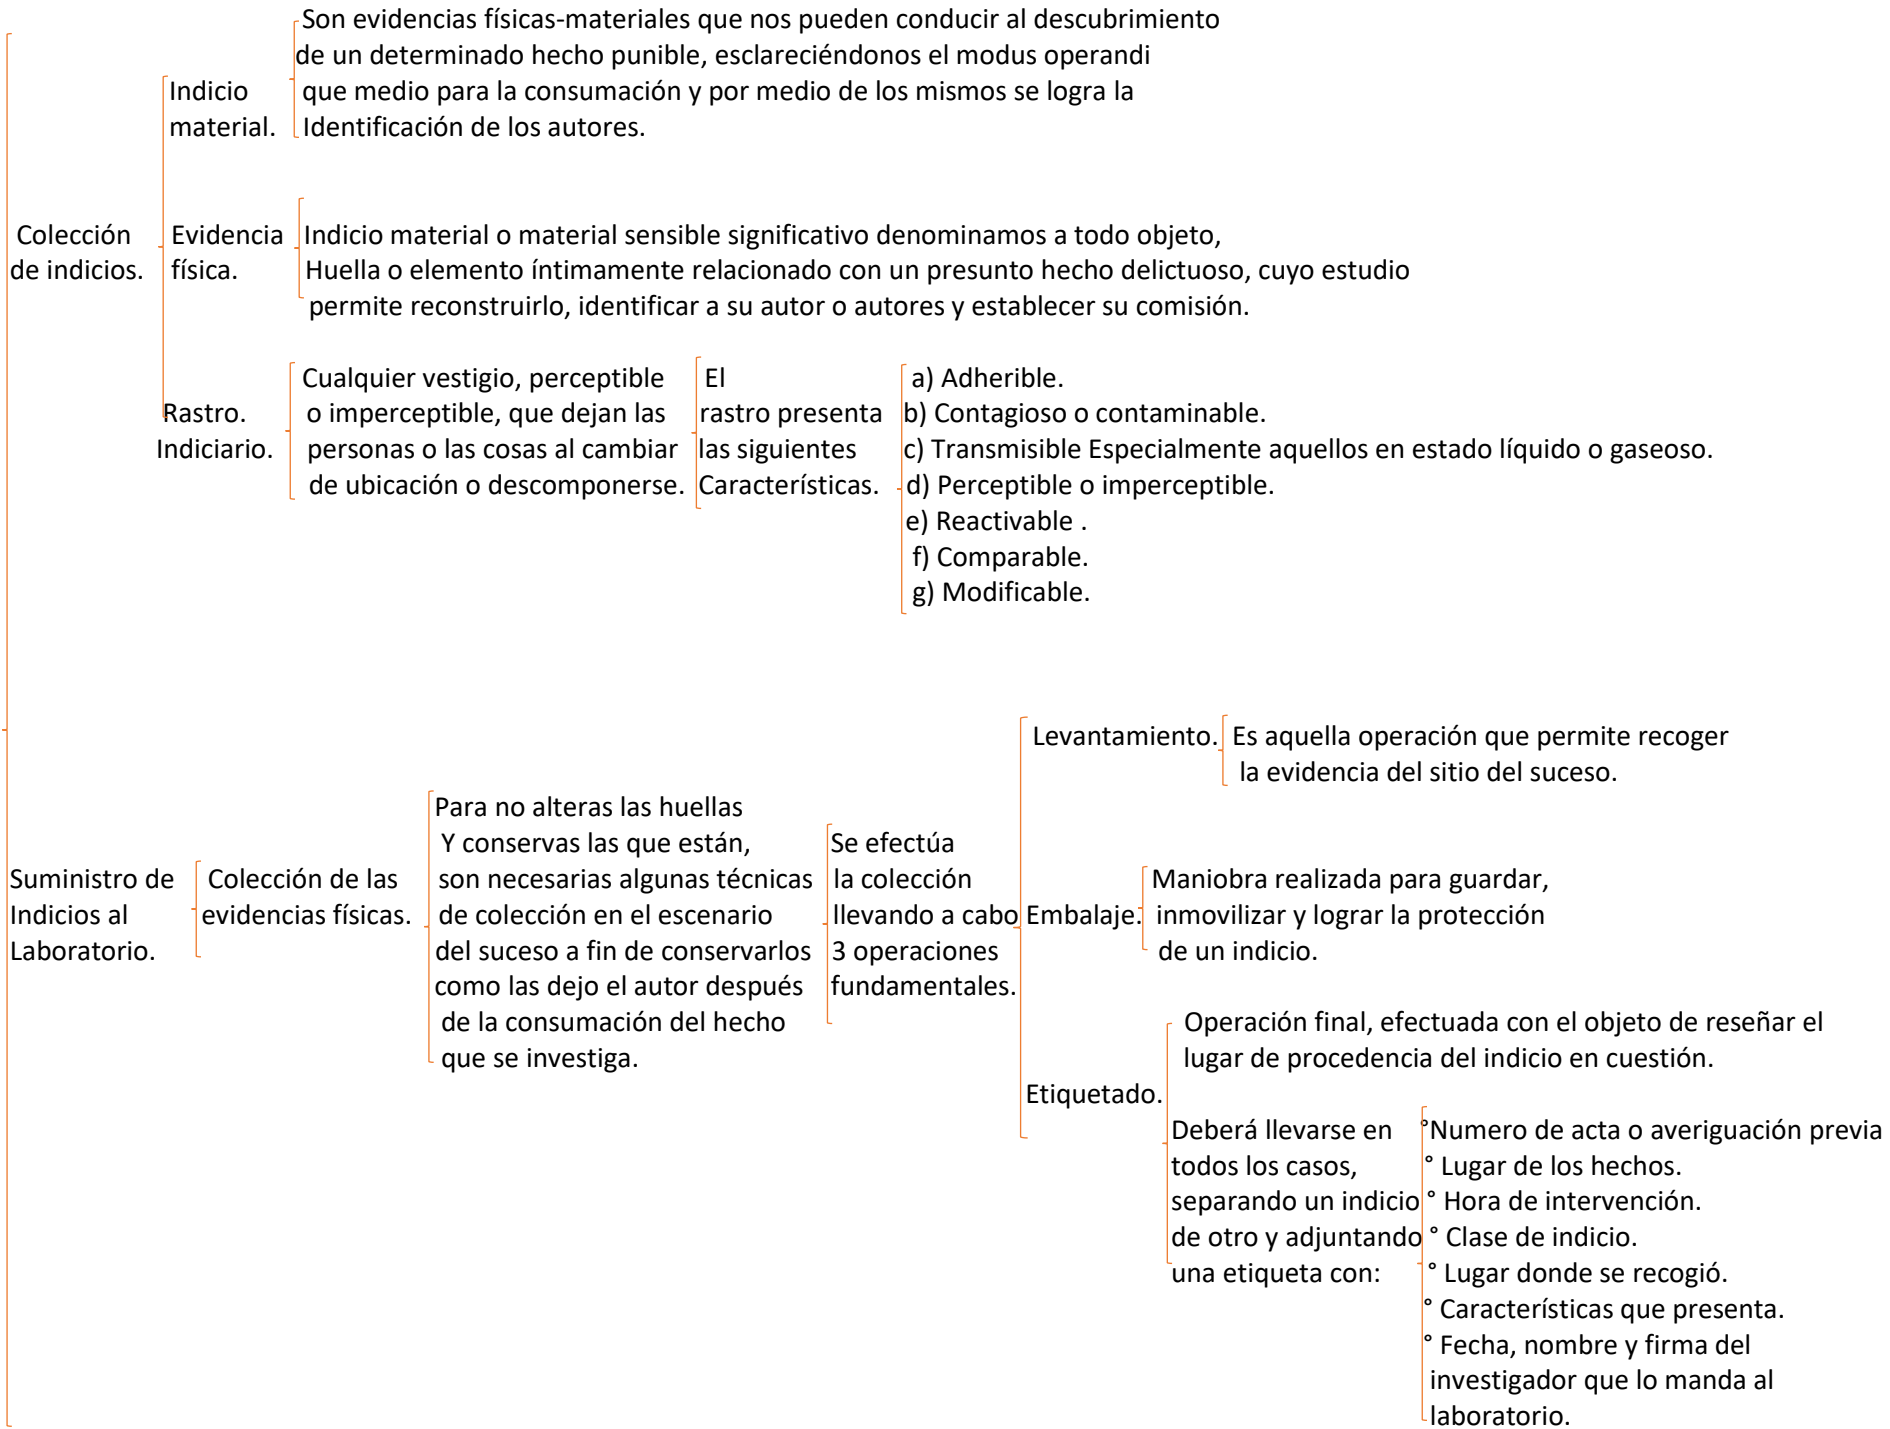 Son evidencias físicas-materiales que nos pueden conducir al descubrimiento
de un determinado hecho punible, esclareciéndonos el modus operandi
Indicio
que medio para la consumación y por medio de los mismos se logra la
material.
Identificación de los autores.
Colección
de indicios.
Evidencia
física.
Indicio material o material sensible significativo denominamos a todo objeto,
Huella o elemento íntimamente relacionado con un presunto hecho delictuoso, cuyo estudio
permite reconstruirlo, identificar a su autor o autores y establecer su comisión.
Rastro.
Indiciario.
Cualquier vestigio, perceptible
o imperceptible, que dejan las
personas o las cosas al cambiar
de ubicación o descomponerse.
El
rastro presenta
las siguientes
Características.
a) Adherible.
b) Contagioso o contaminable.
c) Transmisible Especialmente aquellos en estado líquido o gaseoso.
d) Perceptible o imperceptible.
e) Reactivable .
f) Comparable.
g) Modificable.
Suministro de
Indicios al
Laboratorio.
Colección de las
evidencias físicas.
Para no alteras las huellas
Y conservas las que están,
son necesarias algunas técnicas
de colección en el escenario
del suceso a fin de conservarlos
como las dejo el autor después
de la consumación del hecho
que se investiga.
Se efectúa
la colección
llevando a cabo
3 operaciones
fundamentales.
Levantamiento.
Es aquella operación que permite recoger
la evidencia del sitio del suceso.
Embalaje.
Maniobra realizada para guardar,
inmovilizar y lograr la protección
de un indicio.
Etiquetado.
Operación final, efectuada con el objeto de reseñar el
lugar de procedencia del indicio en cuestión.
Deberá llevarse en
todos los casos,
separando un indicio
de otro y adjuntando
una etiqueta con:
°Numero de acta o averiguación previa
° Lugar de los hechos.
° Hora de intervención.
° Clase de indicio.
° Lugar donde se recogió.
° Características que presenta.
° Fecha, nombre y firma del
investigador que lo manda al
laboratorio.